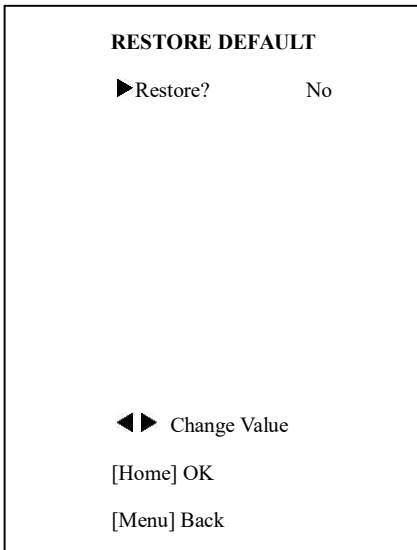 RESTORE DEFAULT
▶Restore? No
◀ ▶ Change Value
[Home] OK
[Menu] Back